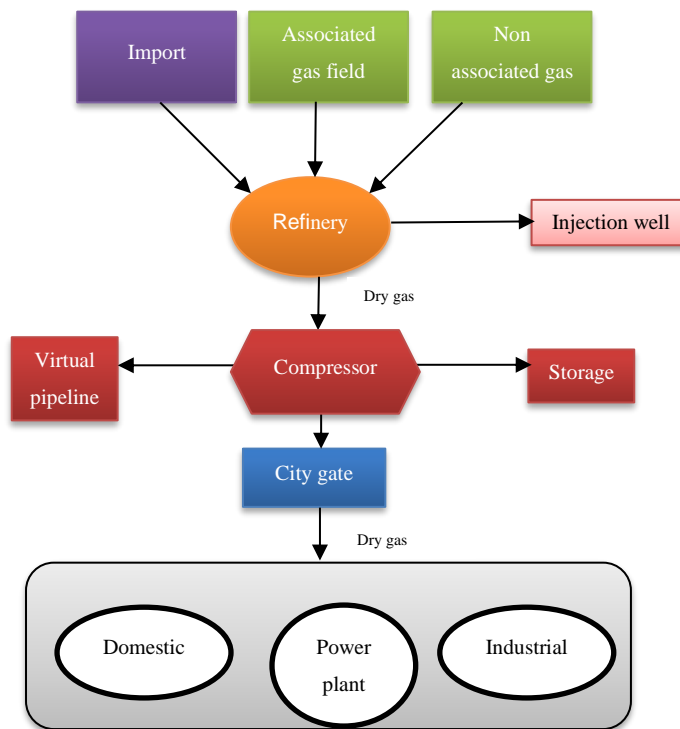 Import
Associated
gas field
Non
associated gas
Refinery
Injection well
Dry gas
Virtual
pipeline
Compressor
Storage
City gate
Dry gas
Domestic
Power
plant
Industrial